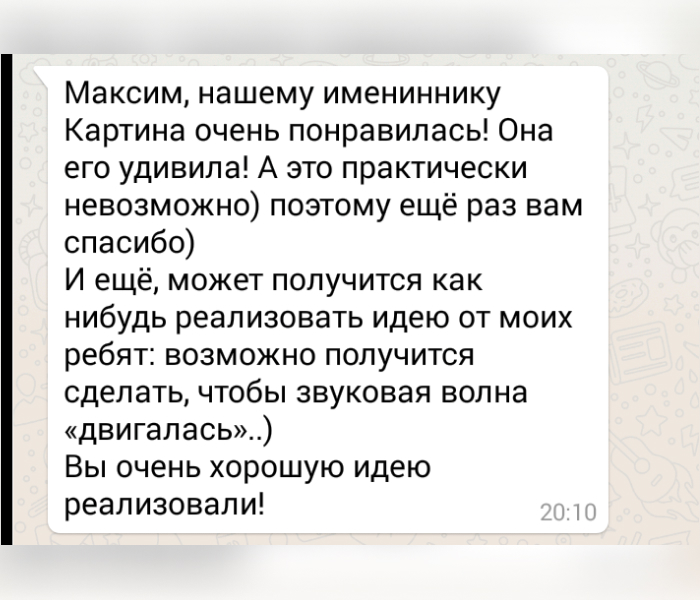 Максим, нашему имениннику
Картина очень понравилась! Она
его удивила! А это практически
невозможно) поэтому ещё раз вам
спасибо)
И ещё, может получится как
нибудь реализовать идею от моих
ребят: возможно получится
сделать, чтобы звуковая волна
«двигалась»..)
Вы очень хорошую идею
реализовали!
20:10